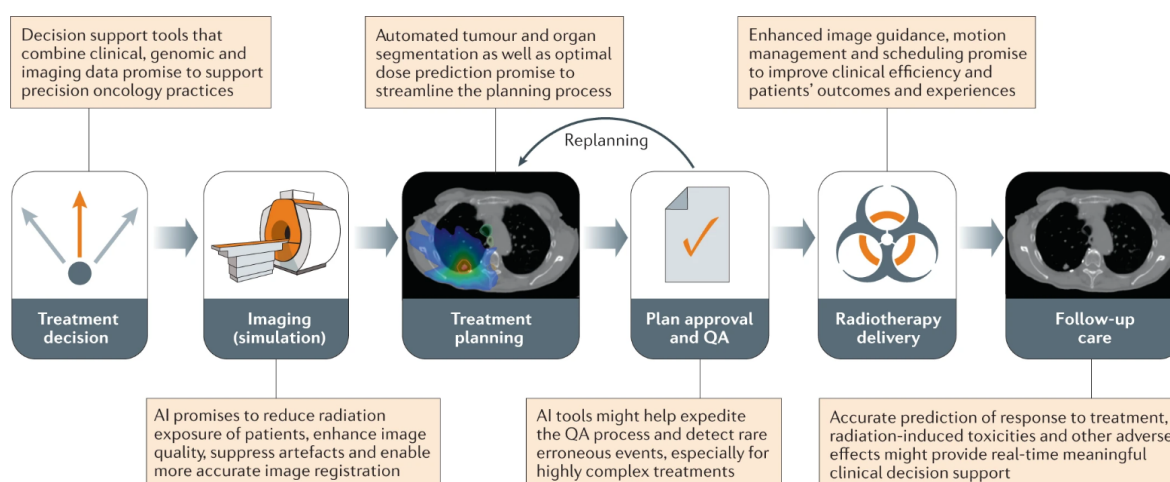 Decision support tools that
combine clinical, genomic and
imaging data promise to support
precision oncology practices
Automated tumour and organ
segmentation as well as optimal
dose prediction promise to
streamline the planning process
Enhanced image guidance, motion
management and scheduling promise
to improve clinical efficiency and
patients’ outcomes and experiences
Replanning
Treatment
decision
Imaging
(simulation)
Treatment
planning
Plan approval
and QA
Radiotherapy
delivery
Follow-up
care
AI promises to reduce radiation
exposure of patients, enhance image
quality, suppress artefacts and enable
more accurate image registration
AI tools might help expedite
the QA process and detect rare
erroneous events, especially for
highly complex treatments
Accurate prediction of response to treatment,
radiation-induced toxicities and other adverse
effects might provide real-time meaningful
clinical decision support